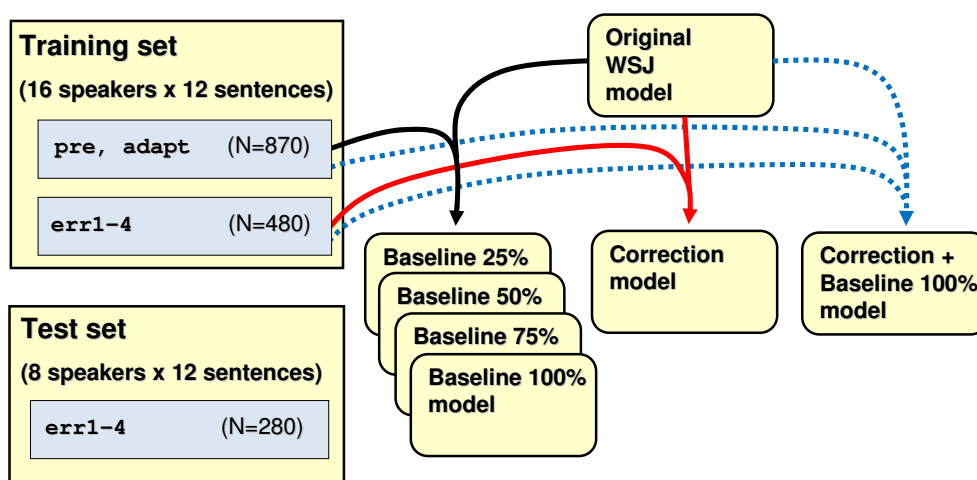 Training set
(16 speakers x 12 sentences)
pre, adapt (N=870)
err1-4 (N=480)
Test set
(8 speakers x 12 sentences)
err1-4 (N=280)
Original
WSJ
model
Baseline 25%
Baseline 50%
Baseline 75%
Baseline 100%
model
Correction
model
Correction +
Baseline 100%
model